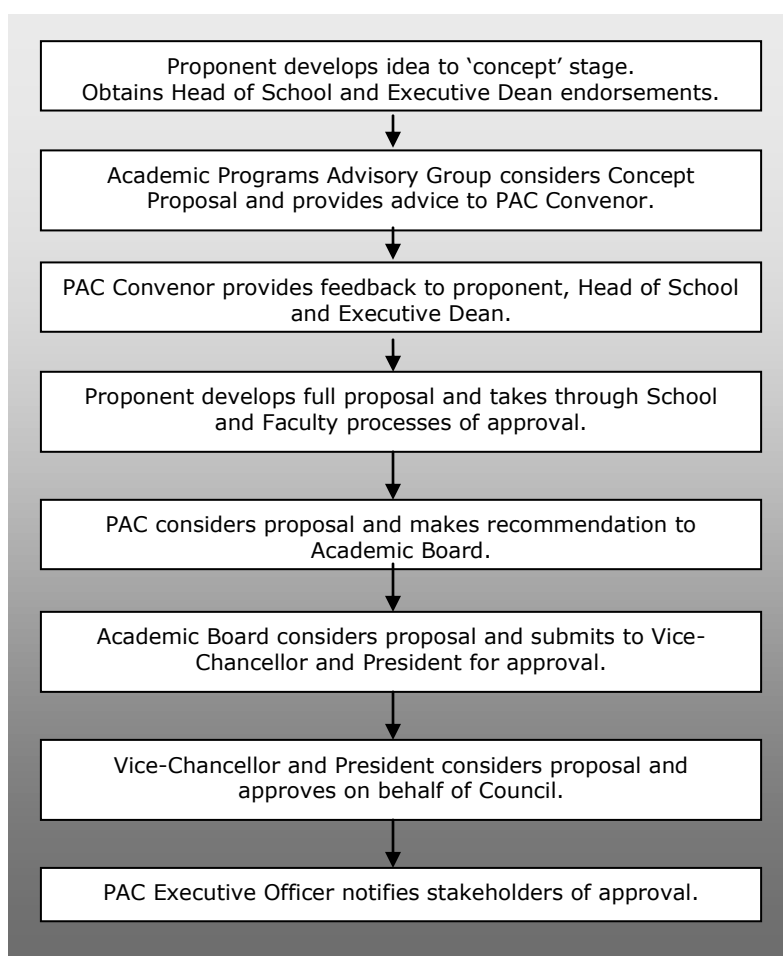 Proponent develops idea to ‘concept’ stage.
Obtains Head of School and Executive Dean endorsements.
Academic Programs Advisory Group considers Concept
Proposal and provides advice to PAC Convenor.
PAC Convenor provides feedback to proponent, Head of School
and Executive Dean.
Proponent develops full proposal and takes through School
and Faculty processes of approval.
PAC considers proposal and makes recommendation to
Academic Board.
Academic Board considers proposal and submits to Vice-
Chancellor and President for approval.
Vice-Chancellor and President considers proposal and
approves on behalf of Council.
PAC Executive Officer notifies stakeholders of approval.